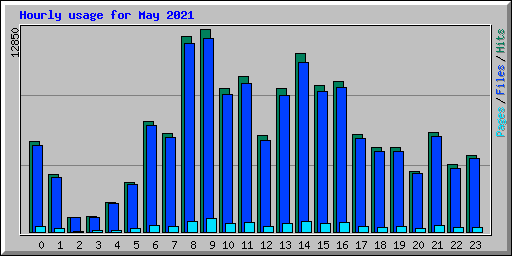 Hourly usage for May 2021
12850
Pages/Files/Hits
0 1 2 3 4 5 6 7 8 9 10 11 12 13 14 15 16 17 18 19 20 21 22 23